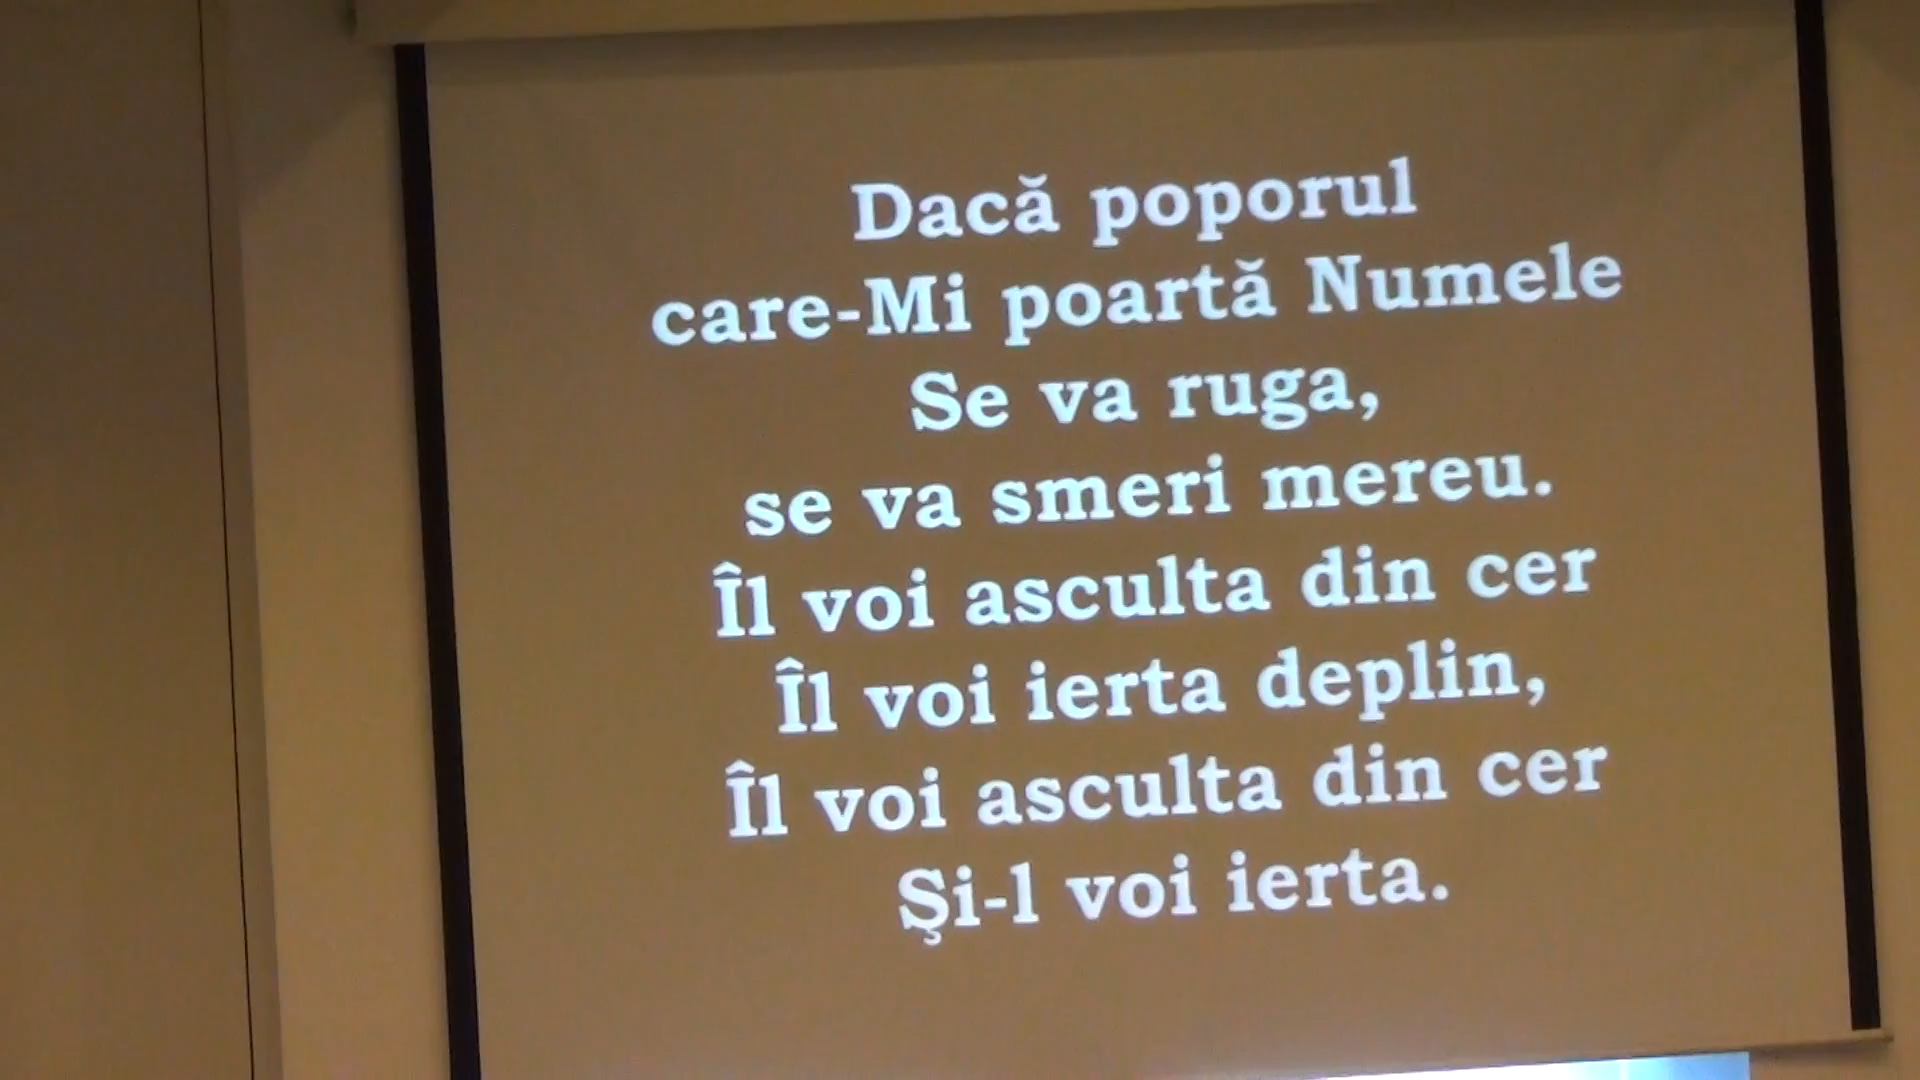 Dacă poporul
care-Mi poartă Numele
Se va ruga,
se va smeri mereu.
Îl voi asculta din cer
Îl voi ierta deplin,
Îl voi asculta din cer
Şi-l voi ierta.